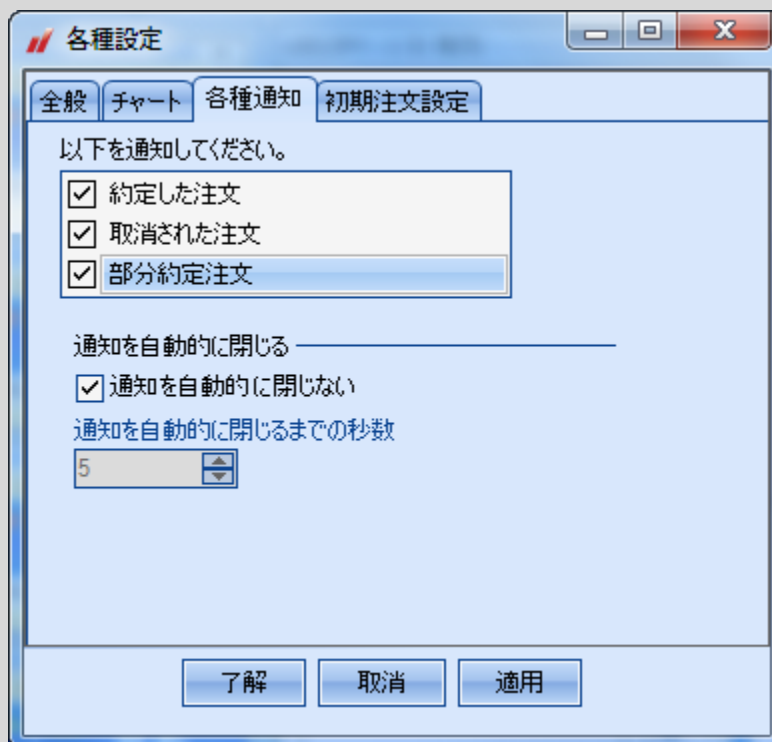 各種設定
全般 チャート 各種通知 初期注文設定
以下を通知してください。
約定した注文
取消された注文
部分約定注文
通知を自動的に閉じる
通知を自動的に閉じない
通知を自動的に閉じるまでの秒数
5
了解 取消 適用